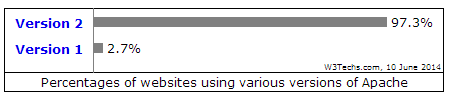 Version 2 97.3%
Version 1 2.7%
W3Techs.com, 10 June 2014
Percentages of websites using various versions of Apache